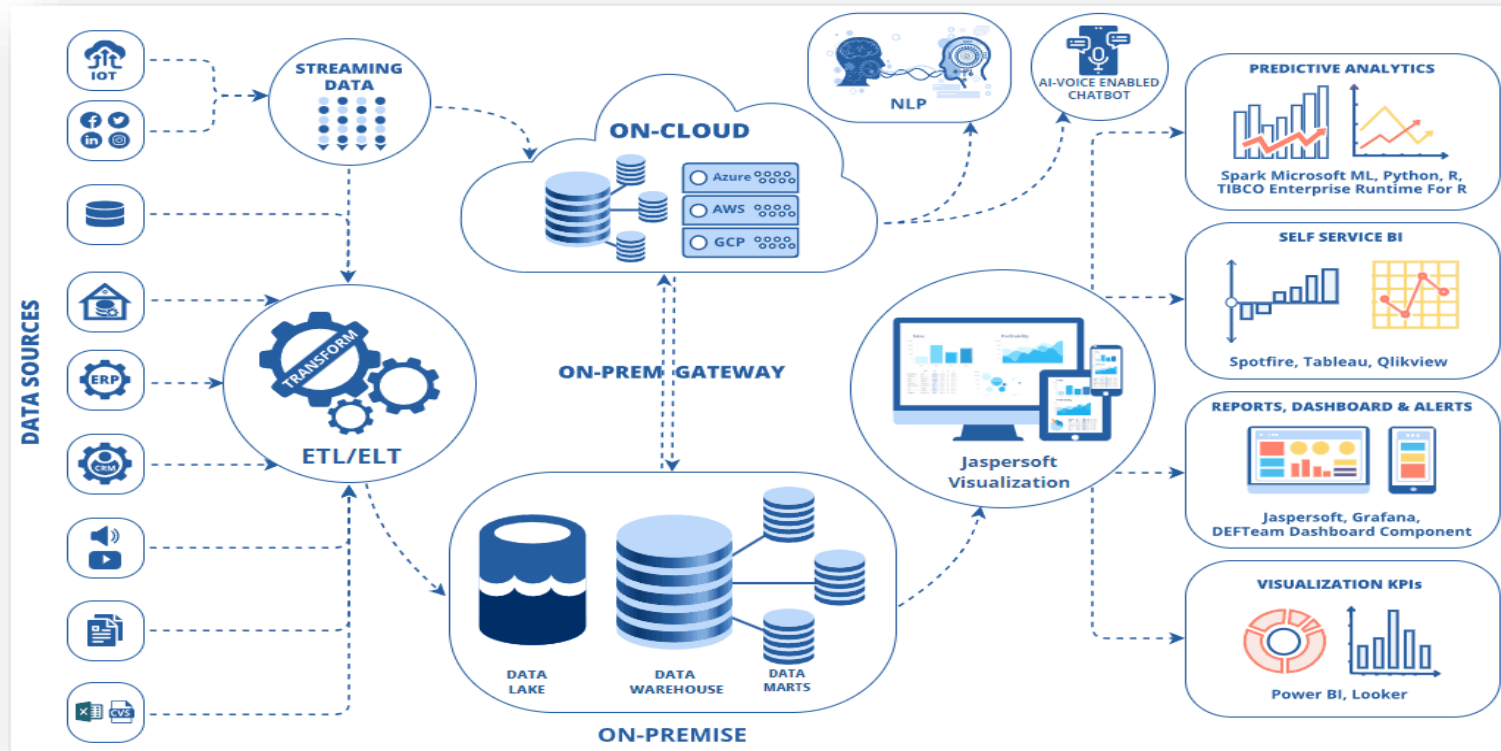 DATA SOURCES
IOT
ERP
CRM
CVS
STREAMING
DATA
TRANSFORM
ETL/ELT
ON-CLOUD
Azure
AWS
GCP
ON-PREM GATEWAY
DATA
LAKE
DATA
WAREHOUSE
DATA
MARTS
ON-PREMISE
NLP
AI-VOICE ENABLED
CHATBOT
Jaspersoft
Visualization
PREDICTIVE ANALYTICS
Spark Microsoft ML, Python, R,
TIBCO Enterprise Runtime For R
SELF SERVICE BI
Spotfire, Tableau, Qlikview
REPORTS, DASHBOARD & ALERTS
Jaspersoft, Grafana,
DEFTeam Dashboard Component
VISUALIZATION KPIs
Power BI, Looker